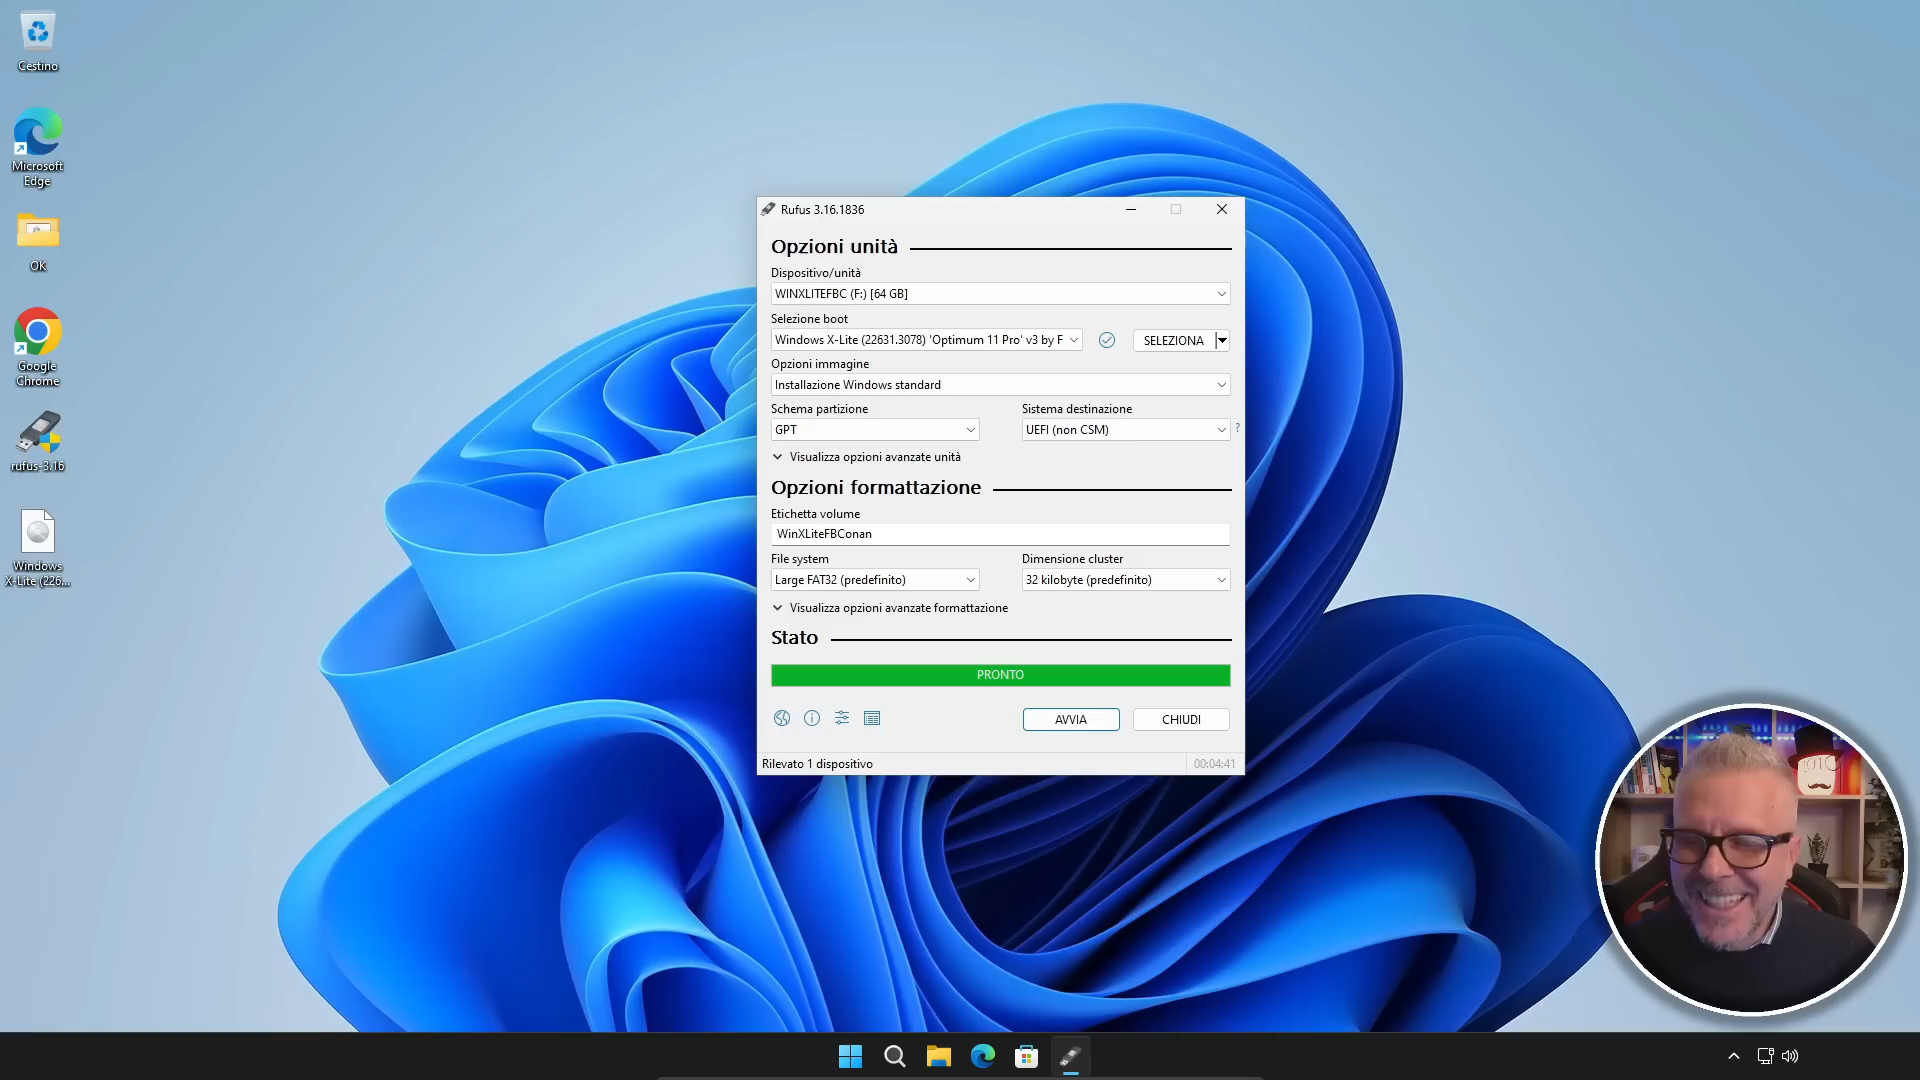 Cestino
Microsoft
Edge
OK
Google
Chrome
rufus-3.16
Windows
X-Lite (226...
Rufus 3.16.1836
Opzioni unità
Dispositivo/unità
WINXLITEFBC (F:) [64 GB]
Selezione boot
Windows X-Lite (22631.3078) 'Optimum 11 Pro' v3 by F
SELEZIONA
Opzioni immagine
Installazione Windows standard
Schema partizione
Sistema destinazione
GPT
UEFI (non CSM)
?
Visualizza opzioni avanzate unità
Opzioni formattazione
Etichetta volume
WinXLiteFBConan
File system
Dimensione cluster
Large FAT32 (predefinito)
32 kilobyte (predefinito)
Visualizza opzioni avanzate formattazione
Stato
PRONTO
AVVIA
CHIUDI
Rilevato 1 dispositivo
00:04:41